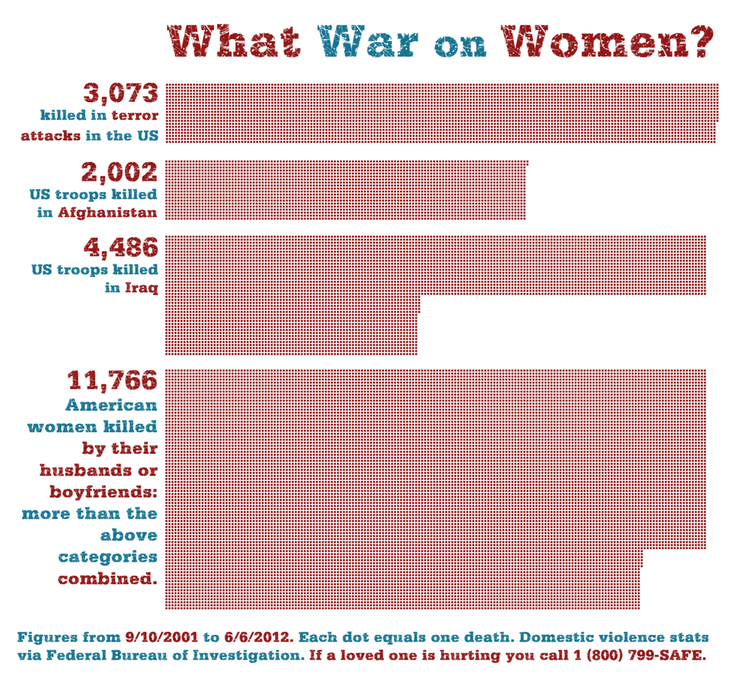 What War on Women?
3,073
killed in terror
attacks in the US
2,002
US troops killed
in Afghanistan
4,486
US troops killed
in Iraq
11,766
American
women killed
by their
husbands or
boyfriends:
more than the
above
categories
combined.
Figures from 9/10/2001 to 6/6/2012. Each dot equals one death. Domestic violence stats
via Federal Bureau of Investigation. If a loved one is hurting you call 1 (800) 799-SAFE.